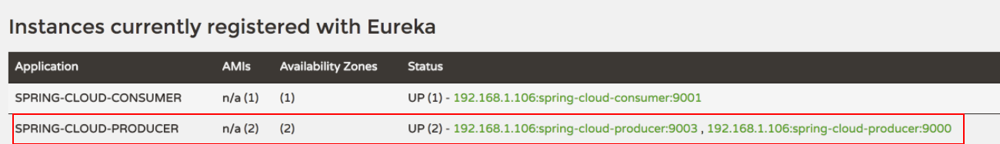 Instances currently registered with Eureka
Application AMIs Availability Zones Status
SPRING-CLOUD-CONSUMER n/a (1) (1) UP (1) - 192.168.1.106:spring-cloud-consumer:9001
SPRING-CLOUD-PRODUCER n/a (2) (2) UP (2) - 192.168.1.106:spring-cloud-producer:9003 , 192.168.1.106:spring-cloud-producer:9000